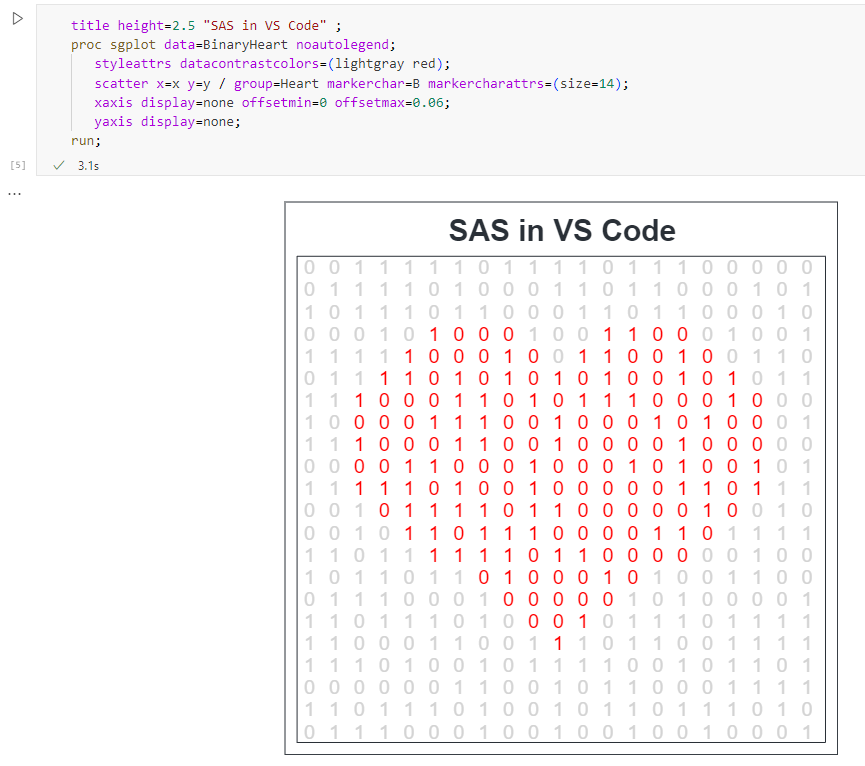 title height=2.5 "SAS in VS Code" ;
proc sgplot data=BinaryHeart noautolegend;
styleattrs datacontrastcolors=(lightgray red);
scatter x=x y=y / group=Heart markerchar=B markercharattrs=(size=14);
xaxis display=none offsetmin=0 offsetmax=0.06;
yaxis display=none;
run;
[5] ✓ 3.1s
...
SAS in VS Code
0 0 1 1 1 1 1 0 1 1 1 1 0 1 1 1 0 0 0 0 0
0 1 1 1 1 0 1 0 0 0 1 1 0 1 1 0 0 0 1 0 1
1 0 1 1 1 0 1 1 0 0 0 1 1 0 1 1 0 0 0 1 0
0 0 0 1 0 1 0 0 0 1 0 0 1 1 0 0 0 1 0 0 1
1 1 1 1 1 0 0 0 1 0 0 1 1 0 0 1 0 0 1 1 0
0 1 1 1 1 0 1 0 1 0 1 0 1 0 0 1 0 1 0 1 1
1 1 1 0 0 0 1 1 0 1 0 1 1 1 0 0 0 1 0 0 0
1 0 0 0 0 1 1 1 0 0 1 0 0 0 1 0 1 0 0 0 1
1 1 1 0 0 0 1 1 0 0 1 0 0 0 0 1 0 0 0 0 0
0 0 0 0 1 1 0 0 0 1 0 0 0 1 0 1 0 0 1 0 1
1 1 1 1 1 0 1 0 0 1 0 0 0 0 0 1 1 0 1 1 1
0 0 1 0 1 1 1 1 0 1 1 0 0 0 0 0 1 0 0 1 0
0 0 1 0 1 1 0 1 1 1 0 0 0 0 1 1 0 1 1 1 1
1 1 0 1 1 1 1 1 1 0 1 1 0 0 0 0 0 0 1 0 0
1 0 1 1 0 1 1 0 1 0 0 0 1 0 1 0 0 1 1 0 0
0 1 1 1 0 0 0 1 0 0 0 0 0 1 0 1 0 0 0 0 1
1 1 0 1 1 1 0 1 0 0 0 1 0 1 1 1 0 1 0 1 1
1 1 0 0 0 1 1 0 0 1 1 1 0 1 1 0 0 1 1 1 1
1 1 1 0 1 0 0 1 0 1 1 1 1 0 0 1 0 1 1 0 1
0 0 0 0 0 0 1 1 0 0 1 0 1 1 0 0 0 1 1 1 1
1 1 0 1 1 1 0 1 0 0 1 1 0 1 1 0 1 1 1 1 0
0 1 1 1 0 0 0 1 0 0 1 0 0 1 0 0 1 0 0 0 1